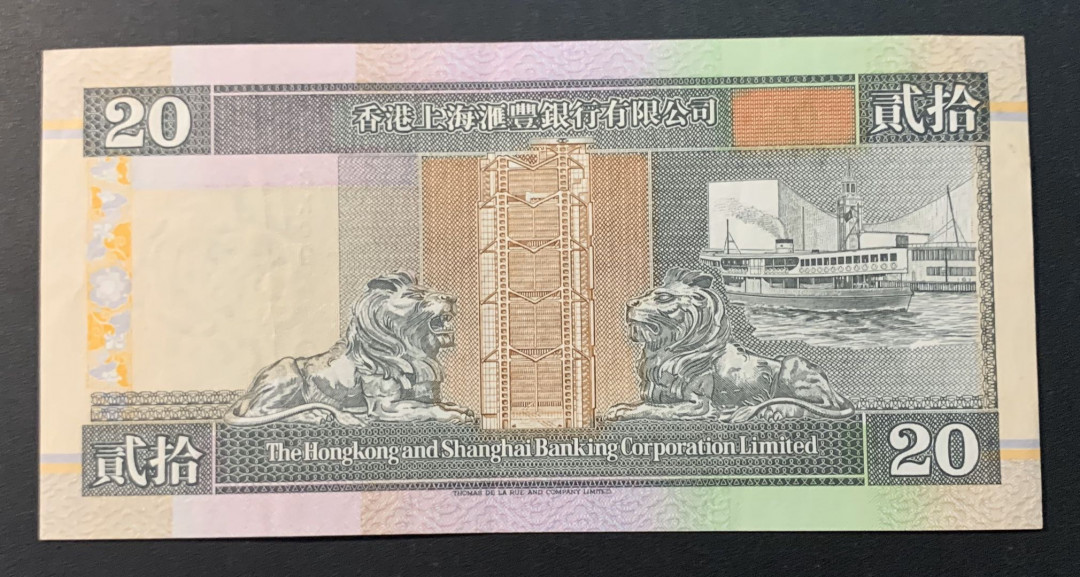 20 香港上海滙豐銀行有限公司 貳拾
貳拾 The Hongkong and Shanghai Banking Corporation Limited 20
THOMAS DE LA RUE AND COMPANY LIMITED